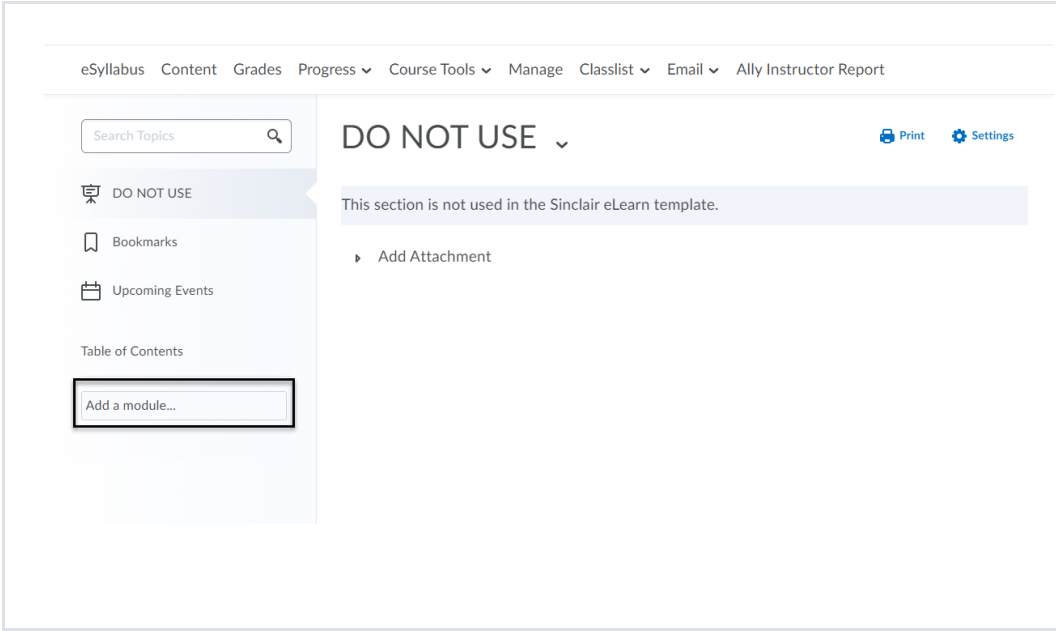 eSyllabus Content Grades Progress Course Tools Manage Classlist Email Ally Instructor Report
Search Topics
DO NOT USE
Bookmarks
Upcoming Events
Table of Contents
Add a module...
DO NOT USE
Print Settings
This section is not used in the Sinclair eLearn template.
Add Attachment